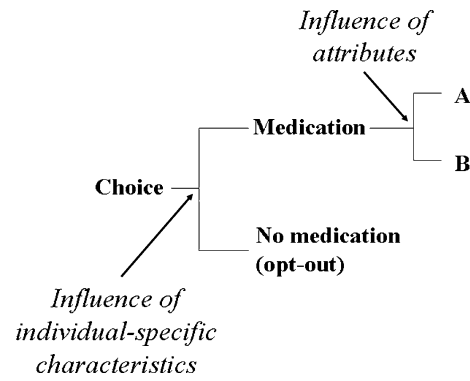 Influence of
attributes
A
Medication
B
Choice
No medication
(opt-out)
Influence of
individual-specific
characteristics